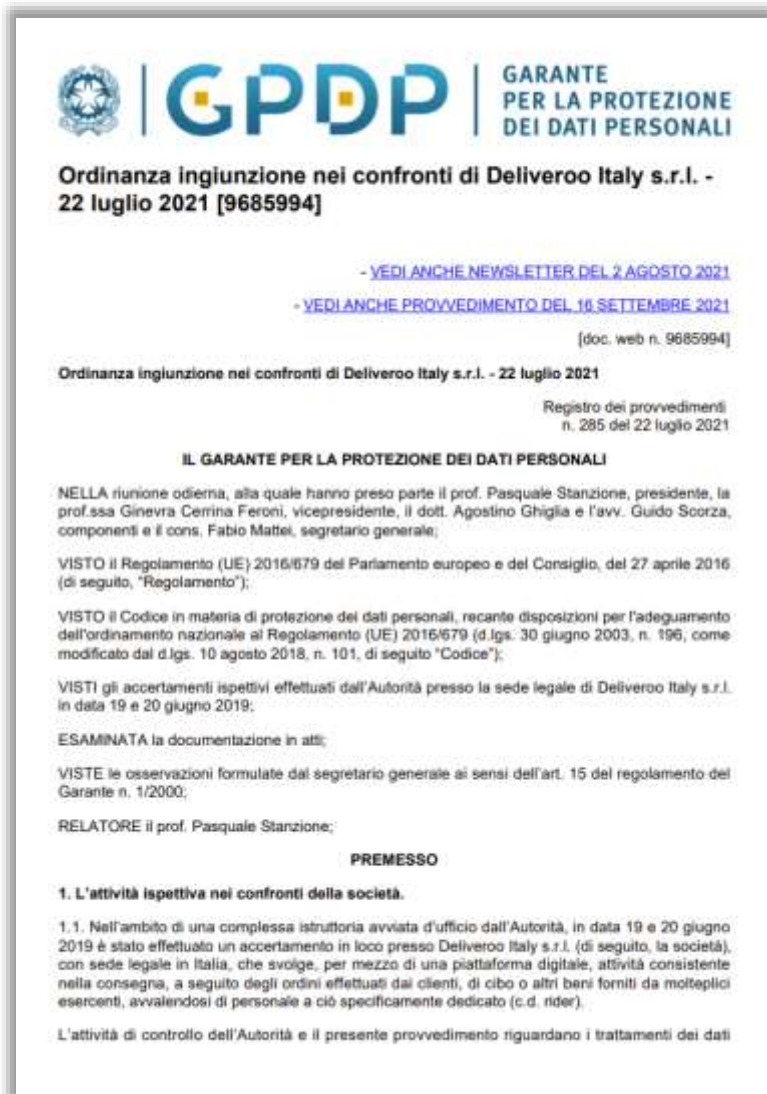 GPDP
GARANTE
PER LA PROTEZIONE
DEI DATI PERSONALI
Ordinanza ingiunzione nei confronti di Deliveroo Italy s.r.l. -
22 luglio 2021 [9685994]
- VEDI ANCHE NEWSLETTER DEL 2 AGOSTO 2021
- VEDI ANCHE PROVVEDIMENTO DEL 16 SETTEMBRE 2021
[doc. web n. 9685994]
Ordinanza ingiunzione nei confronti di Deliveroo Italy s.r.l. - 22 luglio 2021
Registro dei provvedimenti
n. 285 del 22 luglio 2021
IL GARANTE PER LA PROTEZIONE DEI DATI PERSONALI
NELLA riunione odierna, alla quale hanno preso parte il prof. Pasquale Stanzione, presidente, la
prof.ssa Ginevra Cerrina Feroni, vicepresidente, il dott. Agostino Ghiglia e l'avv. Guido Scorza,
componenti e il cons. Fabio Mattei, segretario generale;
VISTO il Regolamento (UE) 2016/679 del Parlamento europeo e del Consiglio, del 27 aprile 2016
(di seguito, “Regolamento”);
VISTO il Codice in materia di protezione dei dati personali, recante disposizioni per l'adeguamento
dell'ordinamento nazionale al Regolamento (UE) 2016/679 (d.lgs. 30 giugno 2003, n. 196, come
modificato dal d.lgs. 10 agosto 2018, n. 101, di seguito “Codice”);
VISTI gli accertamenti ispettivi effettuati dall'Autorità presso la sede legale di Deliveroo Italy s.r.l.
in data 19 e 20 giugno 2019;
ESAMINATA la documentazione in atti;
VISTE le osservazioni formulate dal segretario generale ai sensi dell'art. 15 del regolamento del
Garante n. 1/2000;
RELATORE il prof. Pasquale Stanzione;
PREMESSO
1. L'attività ispettiva nei confronti della società.
1.1. Nell'ambito di una complessa istruttoria avviata d'ufficio dall'Autorità, in data 19 e 20 giugno
2019 è stato effettuato un accertamento in loco presso Deliveroo Italy s.r.l. (di seguito, la società),
con sede legale in Italia, che svolge, per mezzo di una piattaforma digitale, attività consistente
nella consegna, a seguito degli ordini effettuati dai clienti, di cibo o altri beni forniti da molteplici
esercenti, avvalendosi di personale a ciò specificamente dedicato (c.d. rider).
L'attività di controllo dell'Autorità e il presente provvedimento riguardano i trattamenti dei dati